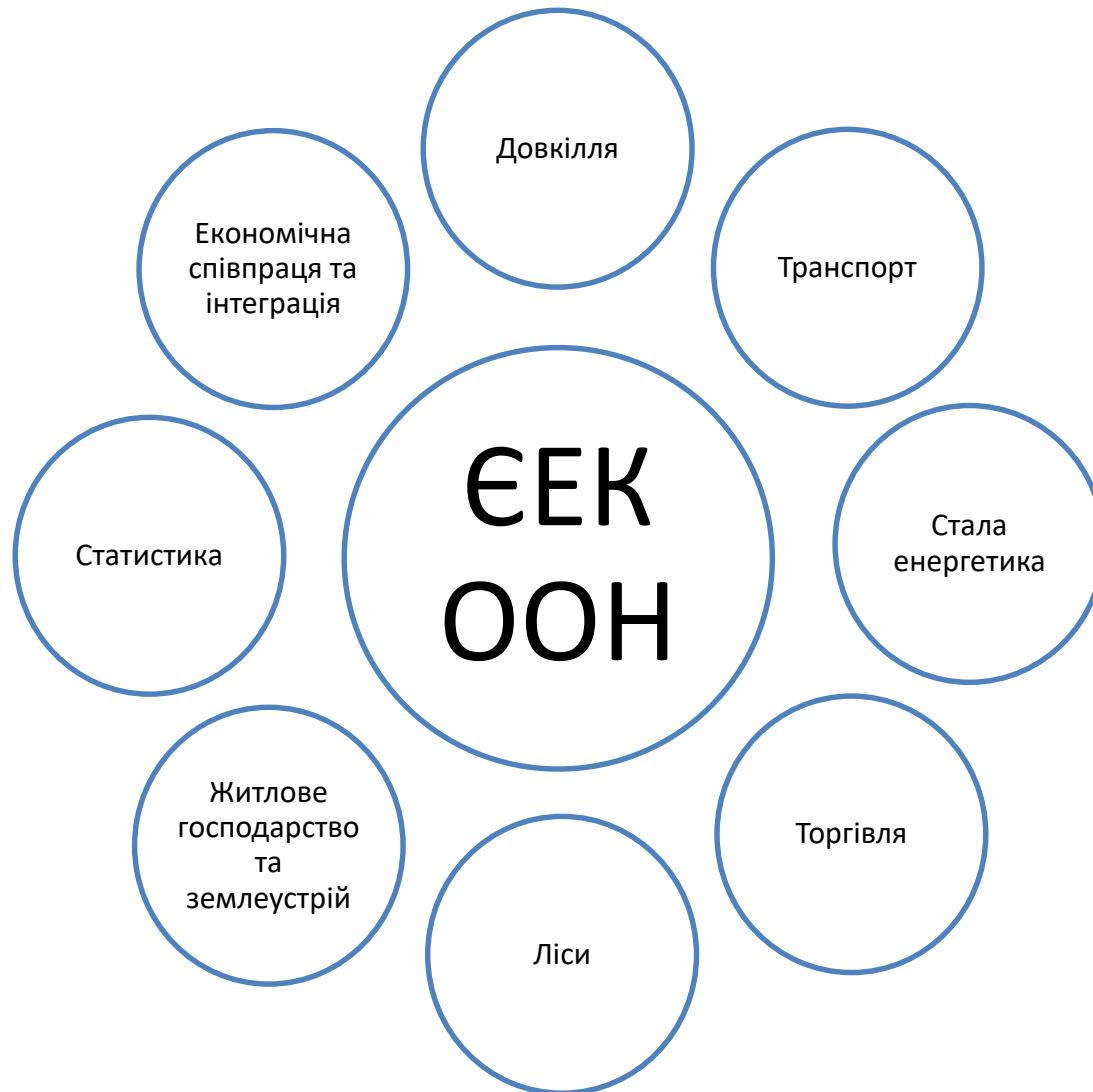 Довкілля
Транспорт
Стала
енергетика
Торгівля
Ліси
Житлове
господарство
та
землеустрій
Статистика
Економічна
співпраця та
інтеграція
ЄЕК
ООН